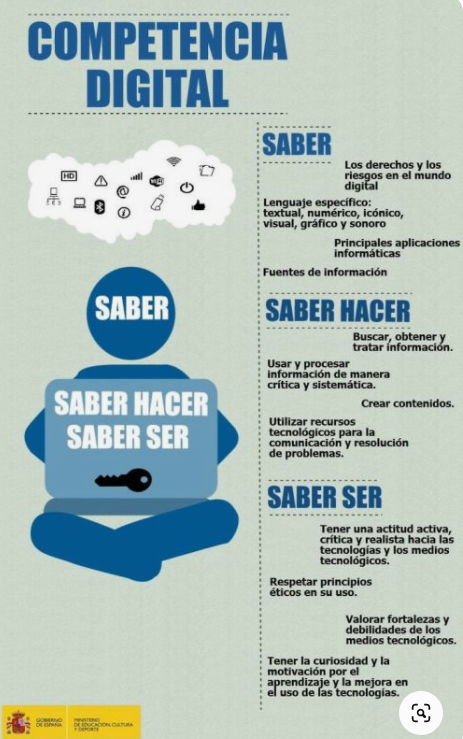 COMPETENCIA
DIGITAL
HD
SABER
SABER HACER
SABER SER
SABER
Los derechos y los
riesgos en el mundo
digital
Lenguaje específico:
textual, numérico, icónico,
visual, gráfico y sonoro
Principales aplicaciones
informáticas
Fuentes de información
SABER HACER
Buscar, obtener y
tratar información.
Usar y procesar
información de manera
crítica y sistemática.
Crear contenidos.
Utilizar recursos
tecnológicos para la
comunicación y resolución
de problemas.
SABER SER
Tener una actitud activa,
crítica y realista hacia las
tecnologías y los medios
tecnológicos.
Respetar principios
éticos en su uso.
Valorar fortalezas y
debilidades de los
medios tecnológicos.
Tener la curiosidad y la
motivación por el
aprendizaje y la mejora en
el uso de las tecnologías.
GOBIERNO
DE ESPAÑA
MINISTERIO
DE EDUCACIÓN, CULTURA
Y DEPORTE